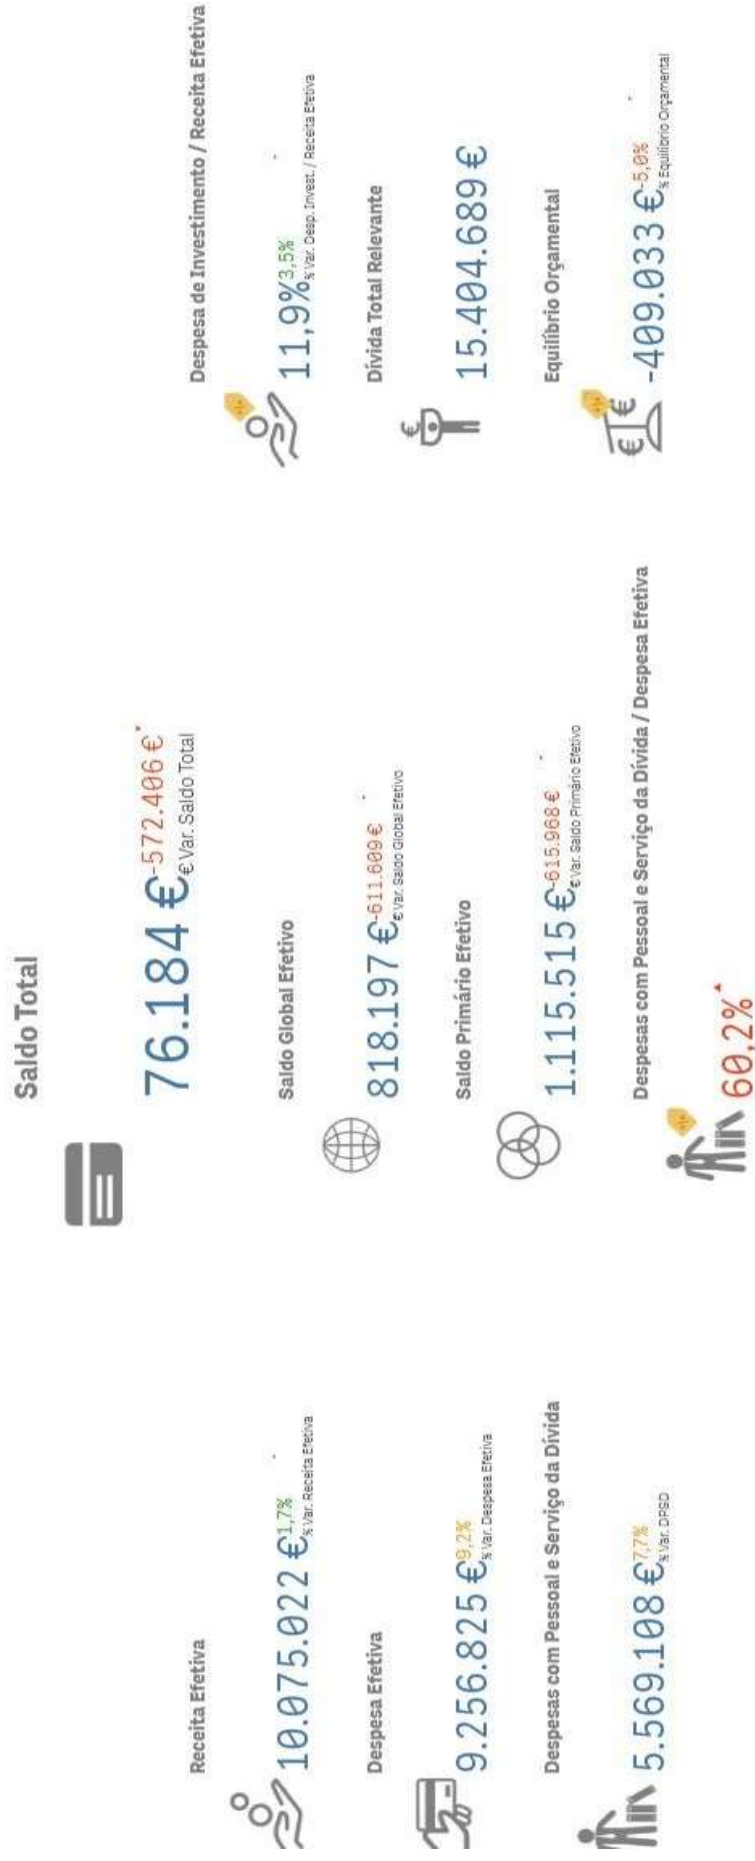 Saldo Total
76.184 €
-572.406 €
€ Var. Saldo Total
Receita Efetiva
10.075.022 €
1,7%
% Var. Receita Efetiva
Saldo Global Efetivo
818.197 €
-611.609 €
€ Var. Saldo Global Efetivo
Despesa de Investimento / Receita Efetiva
11,9%
3,5%
% Var. Desp. Invest. / Receita Efetiva
Despesa Efetiva
9.256.825 €
9,2%
% Var. Despesa Efetiva
Saldo Primário Efetivo
1.115.515 €
-615.968 €
€ Var. Saldo Primário Efetivo
Dívida Total Relevante
15.404.689 €
Despesas com Pessoal e Serviço da Dívida
5.569.108 €
7,7%
% Var. DPSD
Despesas com Pessoal e Serviço da Dívida / Despesa Efetiva
60,2%
Equilíbrio Orçamental
-409.033 €
-5,0%
% Equilíbrio Orçamental